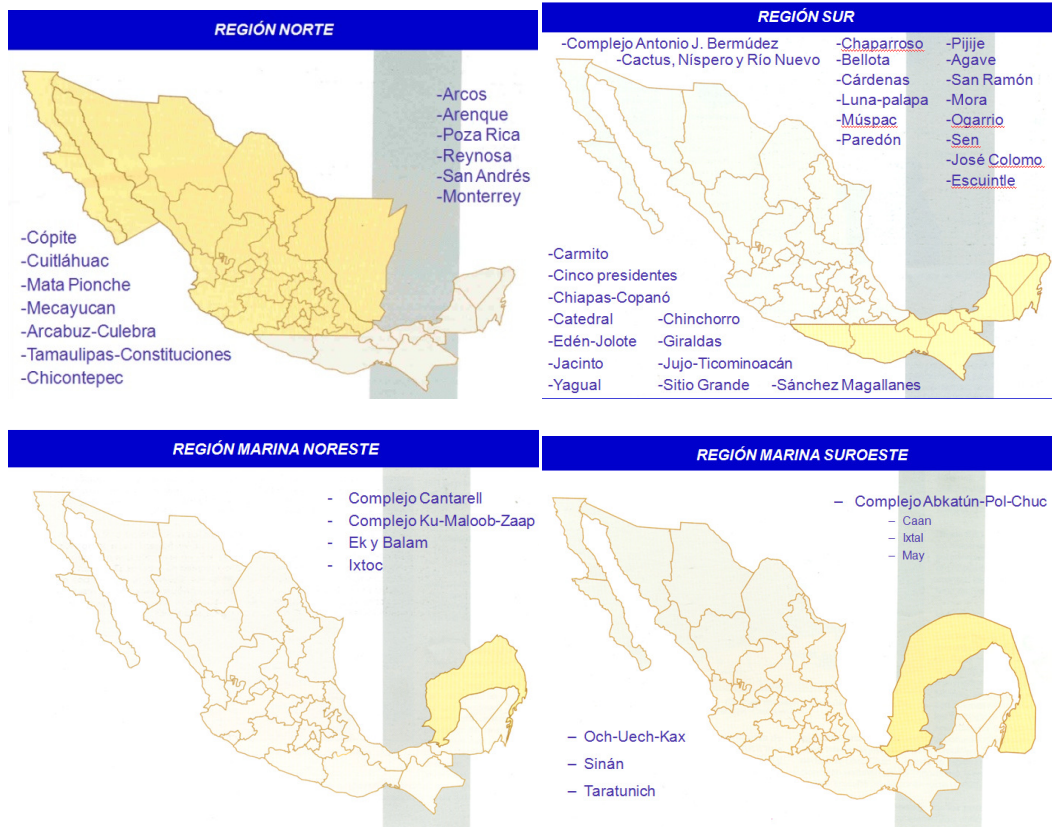 REGIÓN NORTE
-Arcos
-Arenque
-Poza Rica
-Reynosa
-San Andrés
-Monterrey
-Cópite
-Cuitláhuac
-Mata Pionche
-Mecayucan
-Arcabuz-Culebra
-Tamaulipas-Constituciones
-Chicontepec
REGIÓN SUR
-Complejo Antonio J. Bermúdez
-Cactus, Níspero y Río Nuevo
-Chaparroso
-Bellota
-Cárdenas
-Luna-palapa
-Múspac
-Paredón
-Pijije
-Agave
-San Ramón
-Mora
-Ogarrio
-Sen
-José Colomo
-Escuintle
-Carmito
-Cinco presidentes
-Chiapas-Copanó
-Catedral -Chinchorro
-Edén-Jolote -Giraldas
-Jacinto -Jujo-Ticominoacán
-Yagual -Sitio Grande -Sánchez Magallanes
REGIÓN MARINA NORESTE
- Complejo Cantarell
- Complejo Ku-Maloob-Zaap
- Ek y Balam
- Ixtoc
REGIÓN MARINA SUROESTE
– Complejo Abkatún-Pol-Chuc
– Caan
– Ixtal
– May
– Och-Uech-Kax
– Sinán
– Taratunich